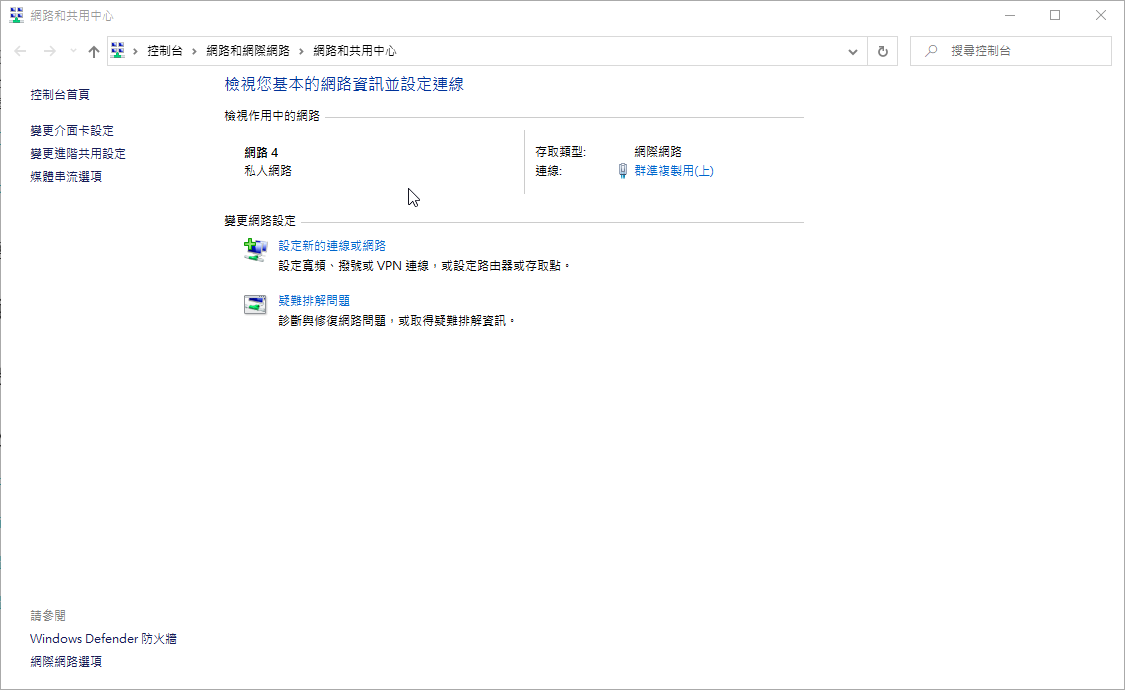 網路和共用中心
控制台 › 網路和網際網路 › 網路和共用中心
搜尋控制台
控制台首頁
變更介面卡設定
變更進階共用設定
媒體串流選項
檢視您基本的網路資訊並設定連線
檢視作用中的網路
網路 4
私人網路
存取類型: 網際網路
連線: 群準複製用(上)
變更網路設定
設定新的連線或網路
設定寬頻、撥號或 VPN 連線，或設定路由器或存取點。
疑難排解問題
診斷與修復網路問題，或取得疑難排解資訊。
請參閱
Windows Defender 防火牆
網際網路選項